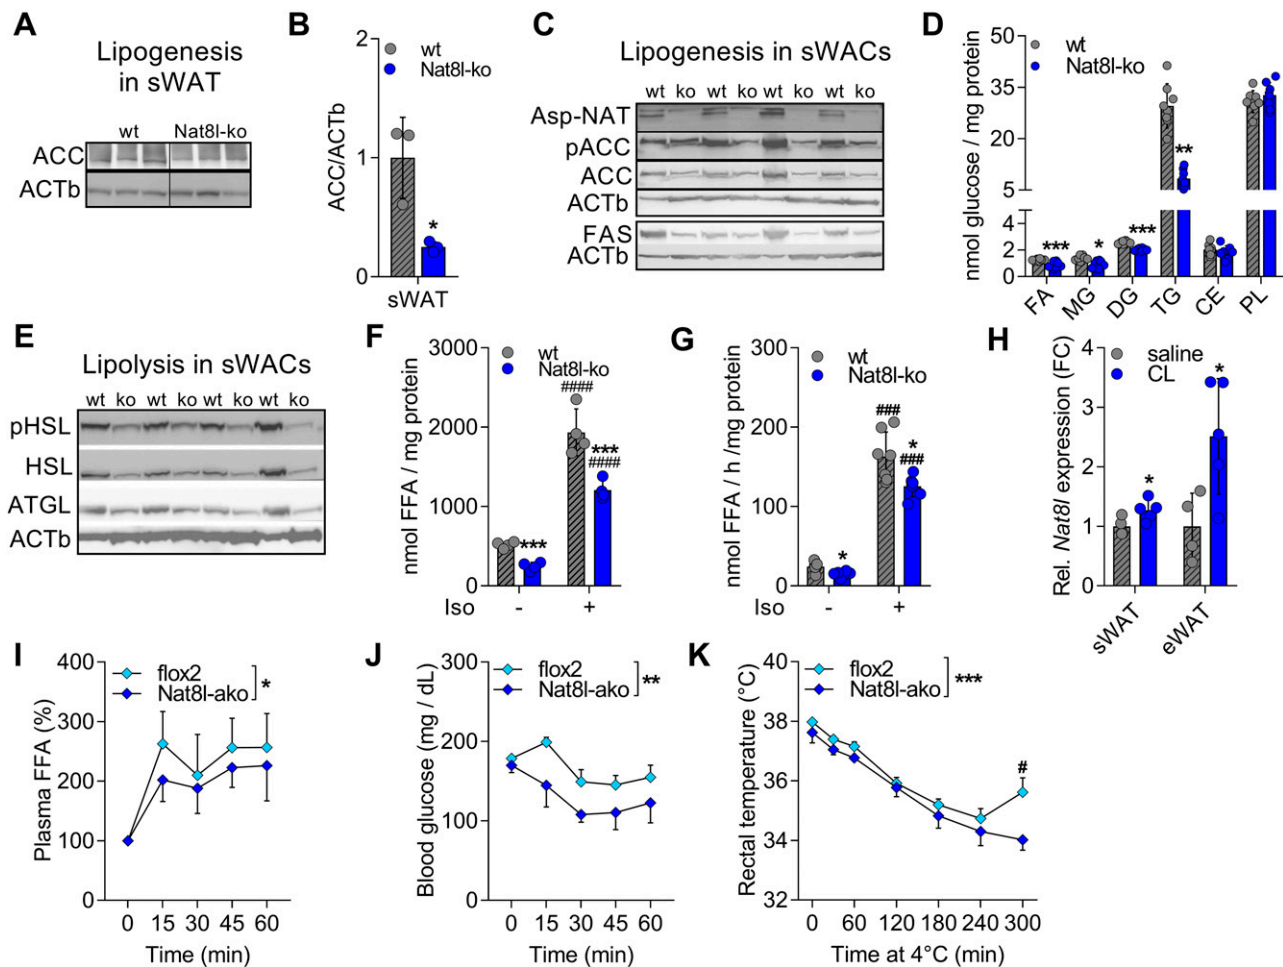 A
Lipogenesis
in sWAT
wt Nat8l-ko
ACC
ACTb
B
wt
Nat8l-ko
ACC/ACTb
2
1
0
*
sWAT
C
Lipogenesis in sWACs
wt ko wt ko wt ko wt ko
Asp-NAT
pACC
ACC
ACTb
FAS
ACTb
D
wt
Nat8l-ko
nmol glucose / mg protein
50
35
20
5
4
2
0
*** * *** **
FA MG DG TG CE PL
E
Lipolysis in sWACs
wt ko wt ko wt ko wt ko
pHSL
HSL
ATGL
ACTb
F
wt
Nat8l-ko
nmol FFA / mg protein
3000
2000
1000
0
***
####
***
####
Iso - +
G
wt
Nat8l-ko
nmol FFA / h /mg protein
300
200
100
0
*
###
*
###
Iso - +
H
saline
CL
Rel. Nat8l expression (FC)
4
3
2
1
0
* *
sWAT eWAT
I
flox2
Nat8l-ako
*
Plasma FFA (%)
400
300
200
100
0
0 15 30 45 60
Time (min)
J
flox2
Nat8l-ako
**
Blood glucose (mg / dL)
300
200
100
0
0 15 30 45 60
Time (min)
K
flox2
Nat8l-ako
***
Rectal temperature (°C)
40
38
36
34
32
#
0 60 120 180 240 300
Time at 4°C (min)